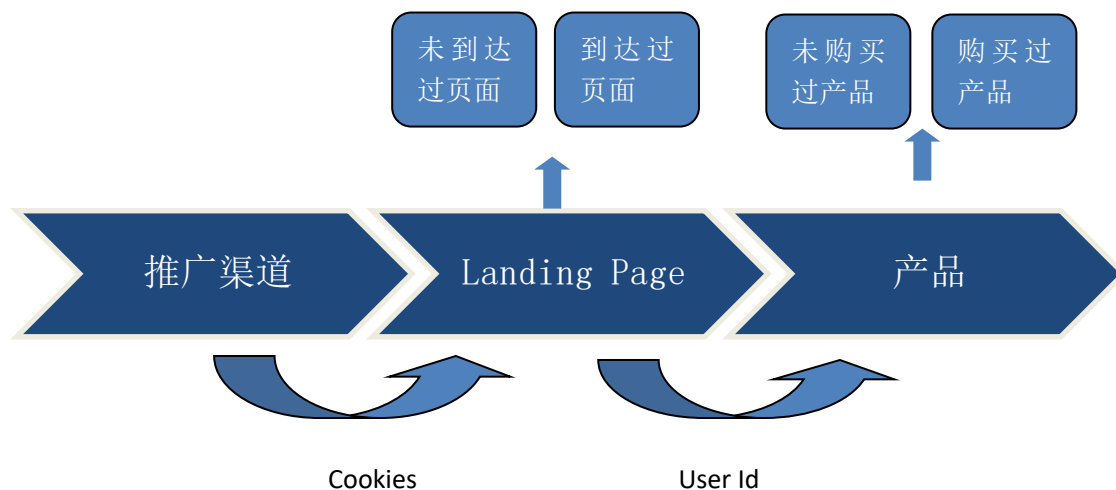 未到达
过页面
到达过
页面
未购买
过产品
购买过
产品
推广渠道
Landing Page
产品
Cookies
User Id